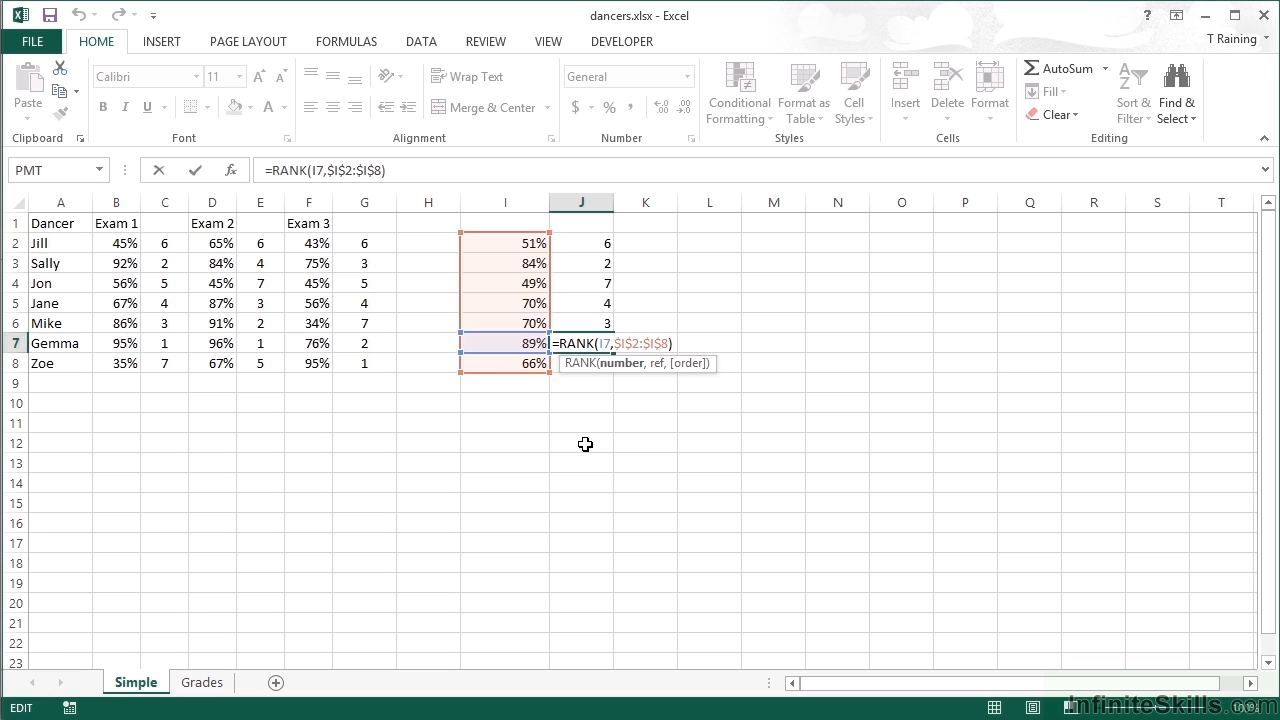 dancers.xlsx - Excel
FILE HOME INSERT PAGE LAYOUT FORMULAS DATA REVIEW VIEW DEVELOPER T Raining
Paste
Calibri 11
B I U A
Wrap Text
Merge & Center
General
$ % ,
Conditional Formatting
Format as Table
Cell Styles
Insert Delete Format
AutoSum
Fill
Clear
Sort & Filter
Find & Select
Clipboard Font Alignment Number Styles Cells Editing
PMT fx =RANK(I7,$I$2:$I$8)
A B C D E F G H I J K L M N O P Q R S T
1 Dancer Exam 1 Exam 2 Exam 3
2 Jill 45% 6 65% 6 43% 6 51% 6
3 Sally 92% 2 84% 4 75% 3 84% 2
4 Jon 56% 5 45% 7 45% 5 49% 7
5 Jane 67% 4 87% 3 56% 4 70% 4
6 Mike 86% 3 91% 2 34% 7 70% 3
7 Gemma 95% 1 96% 1 76% 2 89% =RANK(I7,$I$2:$I$8)
8 Zoe 35% 7 67% 5 95% 1 66% RANK(number, ref, [order])
9
10
11
12
13
14
15
16
17
18
19
20
21
22
23
Simple Grades
EDIT
InfiniteSkills.com